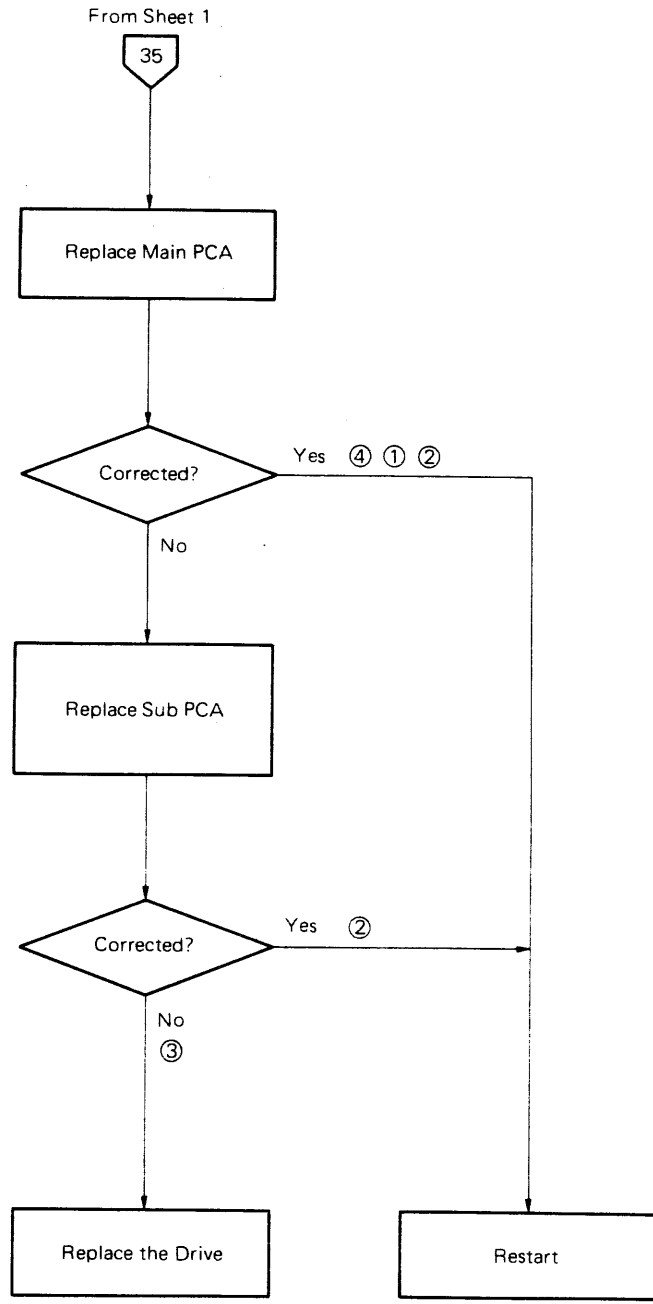 From Sheet 1
35
Replace Main PCA
Corrected?
Yes ④ ① ②
No
Replace Sub PCA
Corrected?
Yes ②
No
③
Replace the Drive
Restart